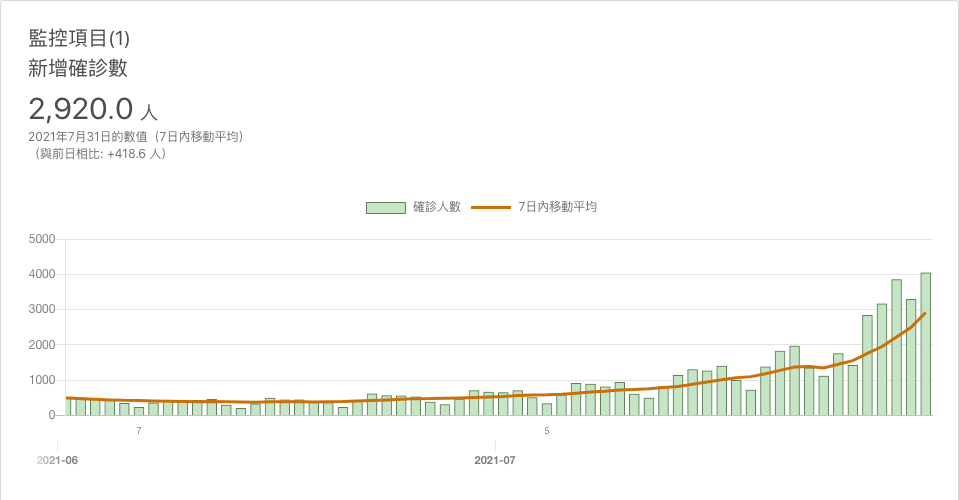 監控項目(1)
新增確診數
2,920.0 人
2021年7月31日的數值（7日內移動平均）
（與前日相比: +418.6 人）
確診人數 7日內移動平均
5000
4000
3000
2000
1000
0
7 5
2021-06 2021-07